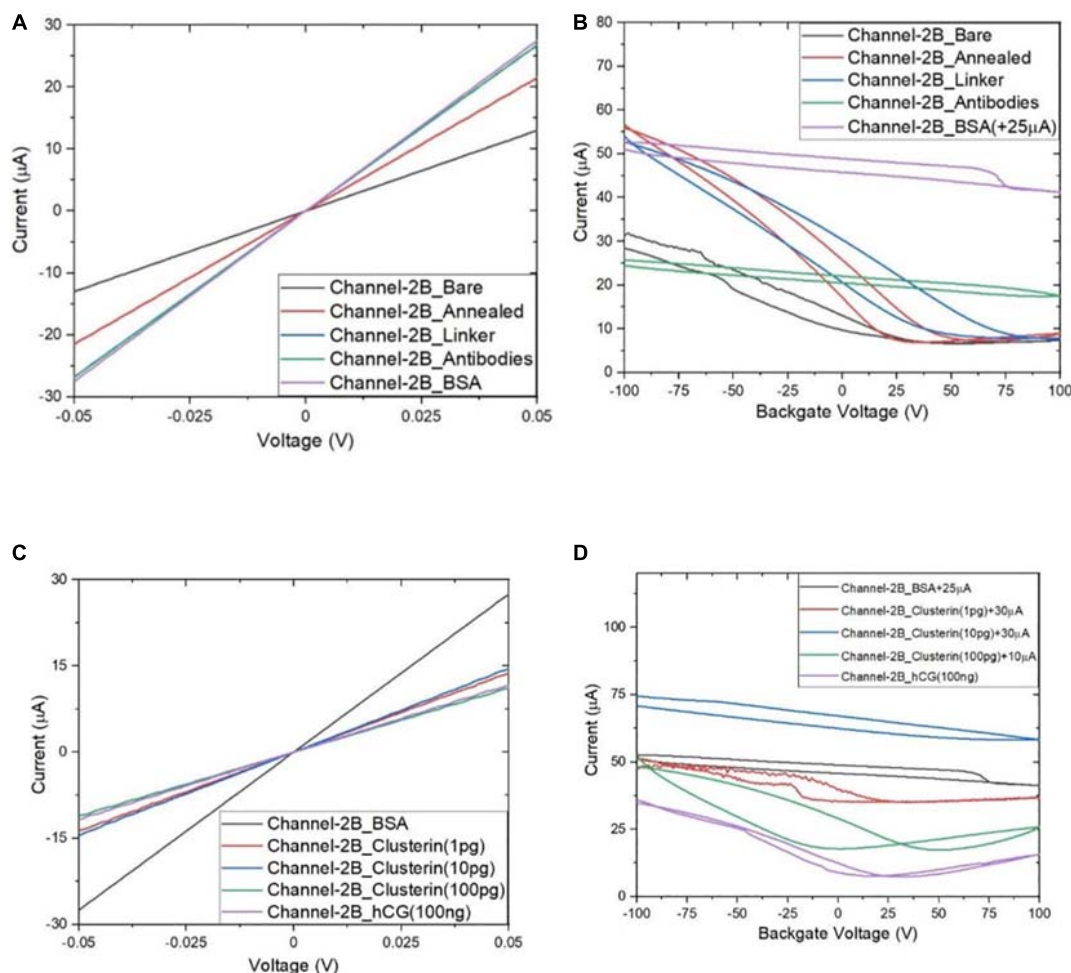 A
30
20
10
0
-10
-20
-30
Current (μA)
-0.05
-0.025
0
0.025
0.05
Voltage (V)
Channel-2B_Bare
Channel-2B_Annealed
Channel-2B_Linker
Channel-2B_Antibodies
Channel-2B_BSA
B
80
70
60
50
40
30
20
10
0
Current (μA)
-100
-75
-50
-25
0
25
50
75
100
Backgate Voltage (V)
Channel-2B_Bare
Channel-2B_Annealed
Channel-2B_Linker
Channel-2B_Antibodies
Channel-2B_BSA(+25μA)
C
30
15
0
-15
-30
Current (μA)
-0.05
-0.025
0
0.025
0.05
Voltage (V)
Channel-2B_BSA
Channel-2B_Clusterin(1pg)
Channel-2B_Clusterin(10pg)
Channel-2B_Clusterin(100pg)
Channel-2B_hCG(100ng)
D
100
75
50
25
0
Current (μA)
-100
-75
-50
-25
0
25
50
75
100
Backgate Voltage (V)
Channel-2B_BSA+25μA
Channel-2B_Clusterin(1pg)+30μA
Channel-2B_Clusterin(10pg)+30μA
Channel-2B_Clusterin(100pg)+10μA
Channel-2B_hCG(100ng)